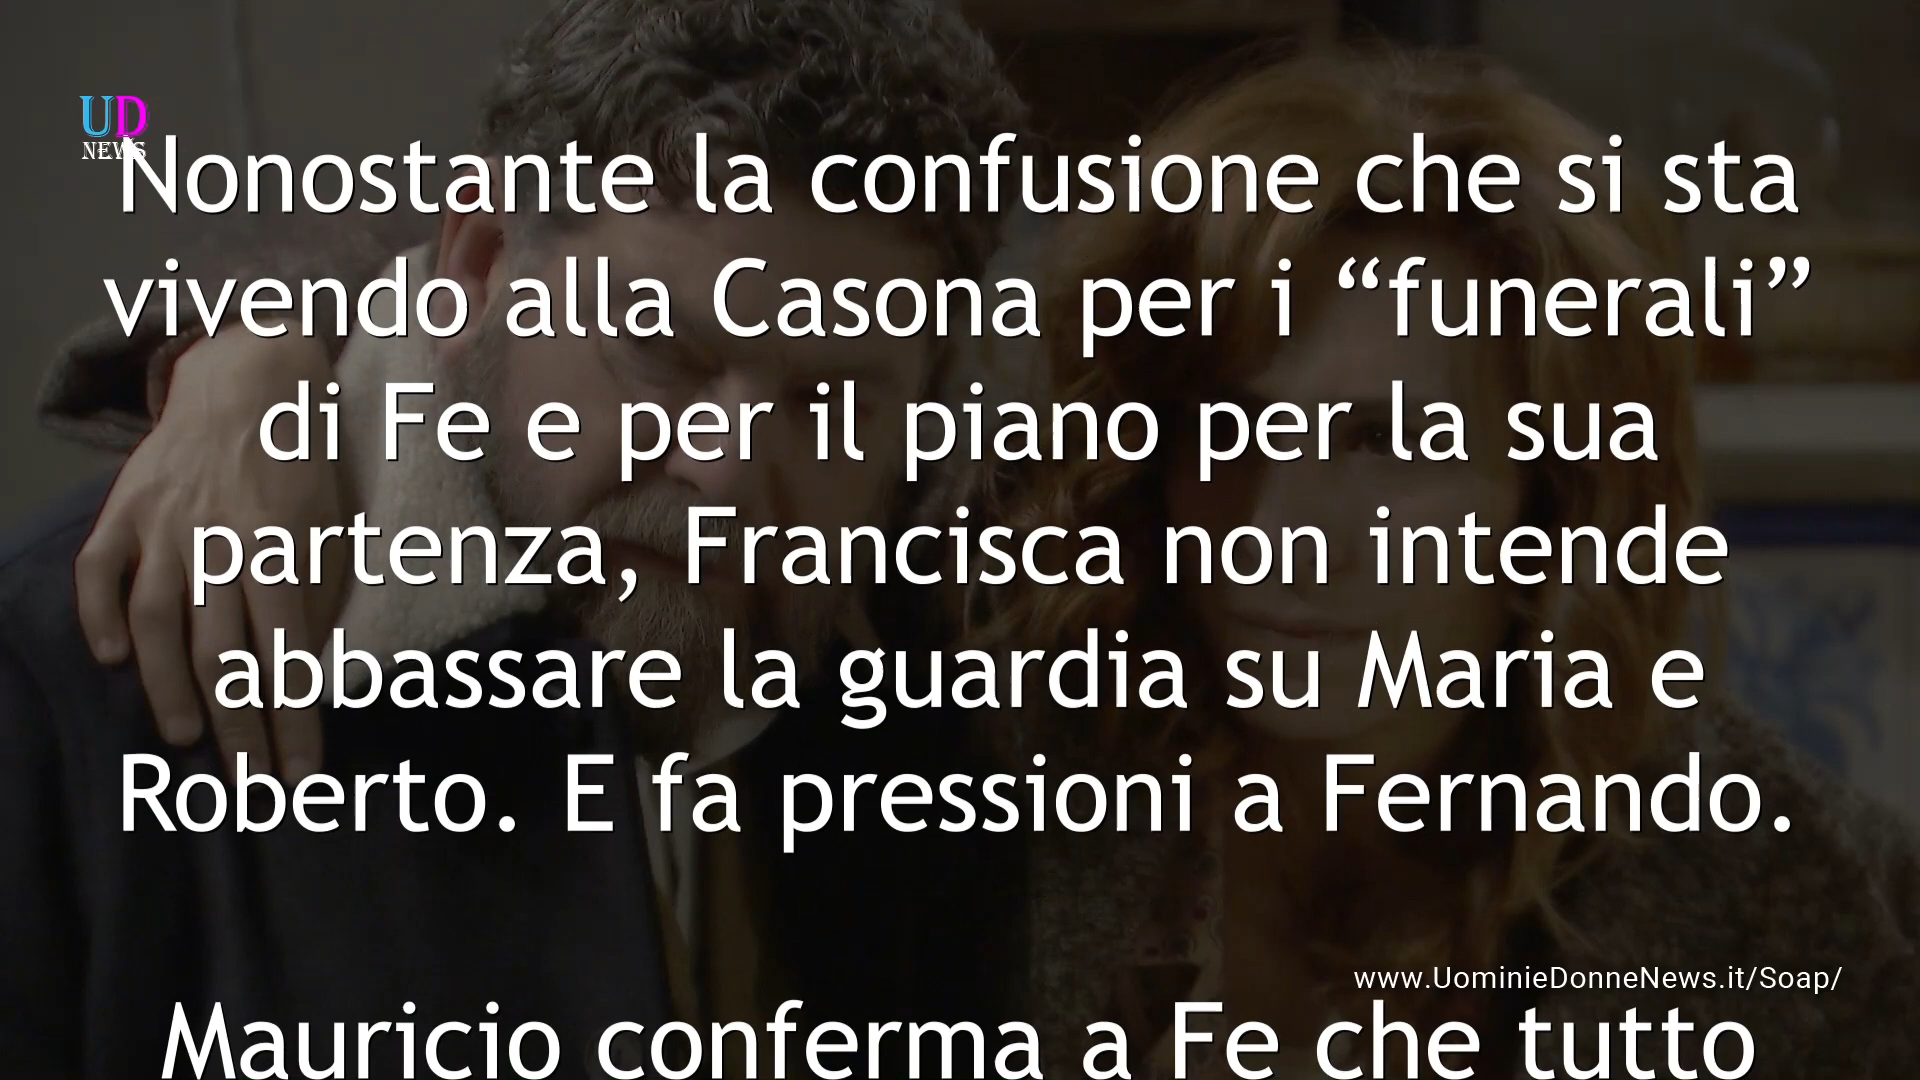 UD
NEWS
Nonostante la confusione che si sta
vivendo alla Casona per i “funerali”
di Fe e per il piano per la sua
partenza, Francisca non intende
abbassare la guardia su Maria e
Roberto. E fa pressioni a Fernando.
www.UominieDonneNews.it/Soap/
Mauricio conferma a Fe che tutto